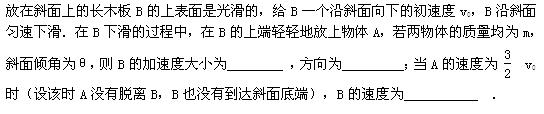 放在斜面上的长木板 B 的上表面是光滑的，给 B 一个沿斜面向下的初速度 v₀，B 沿斜面
匀速下滑．在 B 下滑的过程中，在 B 的上端轻轻地放上物体 A，若两物体的质量均为 m，
斜面倾角为θ，则 B 的加速度大小为________ ，方向为________；当 A 的速度为 3/2 v₀
时（设该时 A 没有脱离 B，B 也没有到达斜面底端），B 的速度为__________ ．